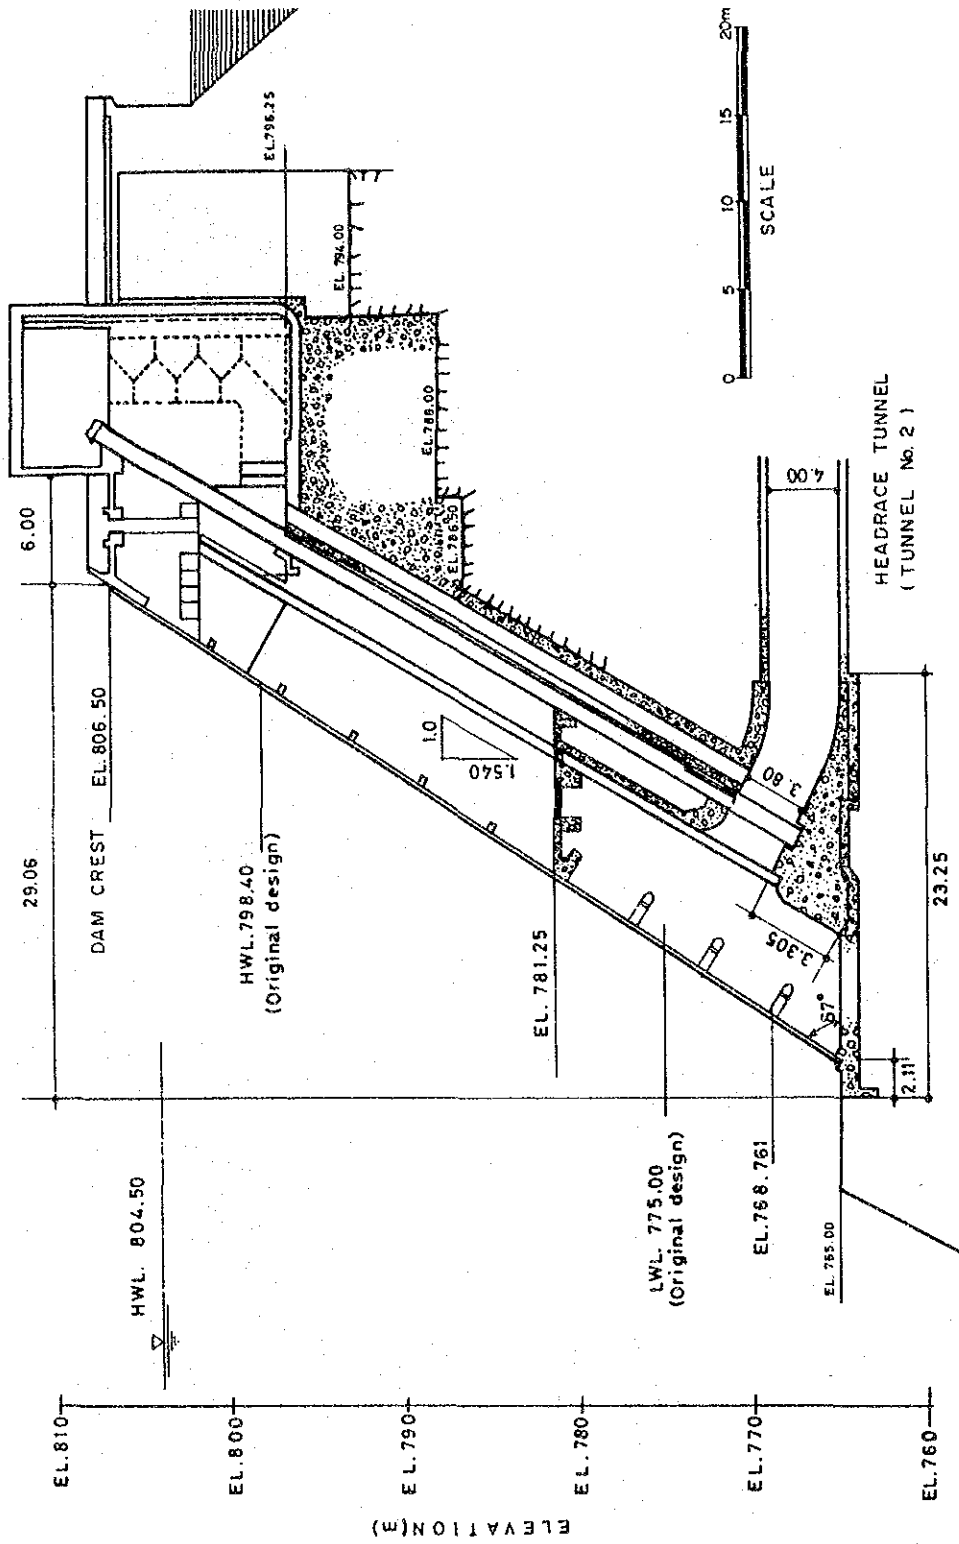 EL.810
EL.800
EL.790
EL.780
EL.770
EL.760
ELEVATION(m)
HWL. 804.50
29.06
6.00
DAM CREST EL.806.50
HWL.798.40
(Original design)
EL. 781.25
LWL. 775.00
(Original design)
EL.768.761
EL. 765.00
1.0
1.540
3.305
67°
2.11
23.25
3.80
4.00
HEADRACE TUNNEL
(TUNNEL No. 2)
EL.796.25
EL. 794.00
EL.788.00
EL.786.50
0 5 10 15 20m
SCALE